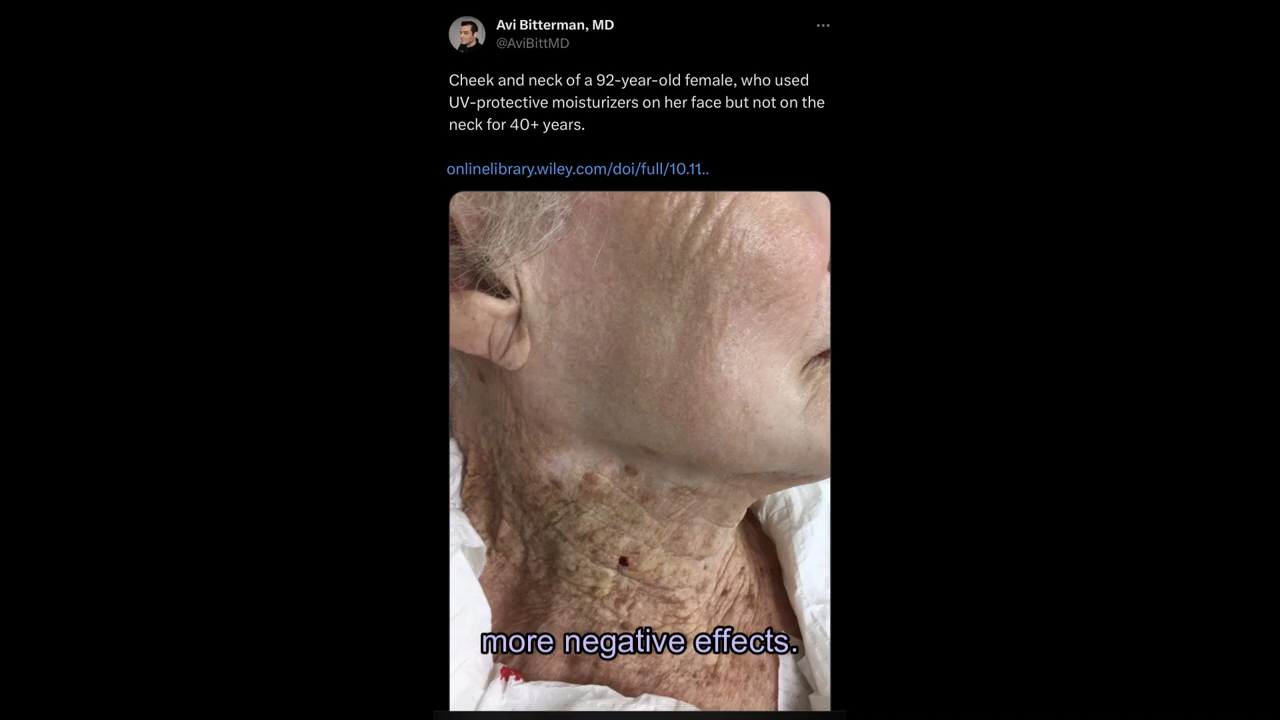 Avi Bitterman, MD
@AviBittMD
Cheek and neck of a 92-year-old female, who used
UV-protective moisturizers on her face but not on the
neck for 40+ years.
onlinelibrary.wiley.com/doi/full/10.11..
more negative effects.